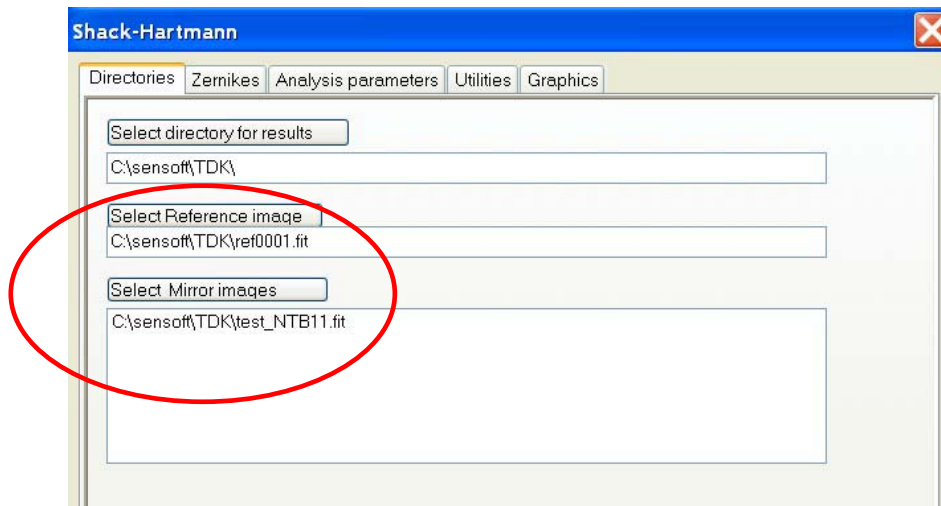 Shack-Hartmann
Directories Zernikes Analysis parameters Utilities Graphics
Select directory for results
C:\sensoft\TDK\
Select Reference image
C:\sensoft\TDK\ref0001.fit
Select Mirror images
C:\sensoft\TDK\test_NTB11.fit